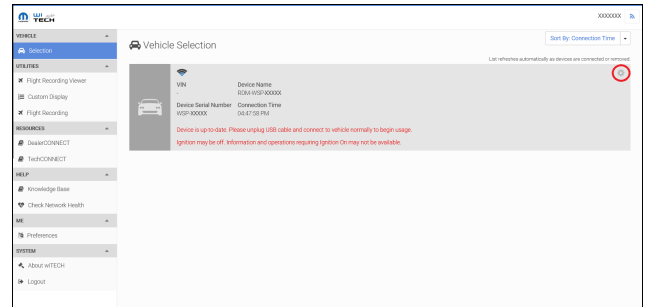 WI TECH
XXXXXXX
VEHICLE
Selection
UTILITIES
Flight Recording Viewer
Custom Display
Flight Recording
RESOURCES
DealerCONNECT
TechCONNECT
HELP
Knowledge Base
Check Network Health
ME
Preferences
SYSTEM
About wiTECH
Logout
Vehicle Selection
Sort By: Connection Time
List refreshes automatically as devices are connected or removed.
VIN Device Name
- RDM-WSP-XXXXX
Device Serial Number Connection Time
WSP-XXXXX 04:47:58 PM
Device is up-to-date. Please unplug USB cable and connect to vehicle normally to begin usage.
Ignition may be off. Information and operations requiring Ignition On may not be available.